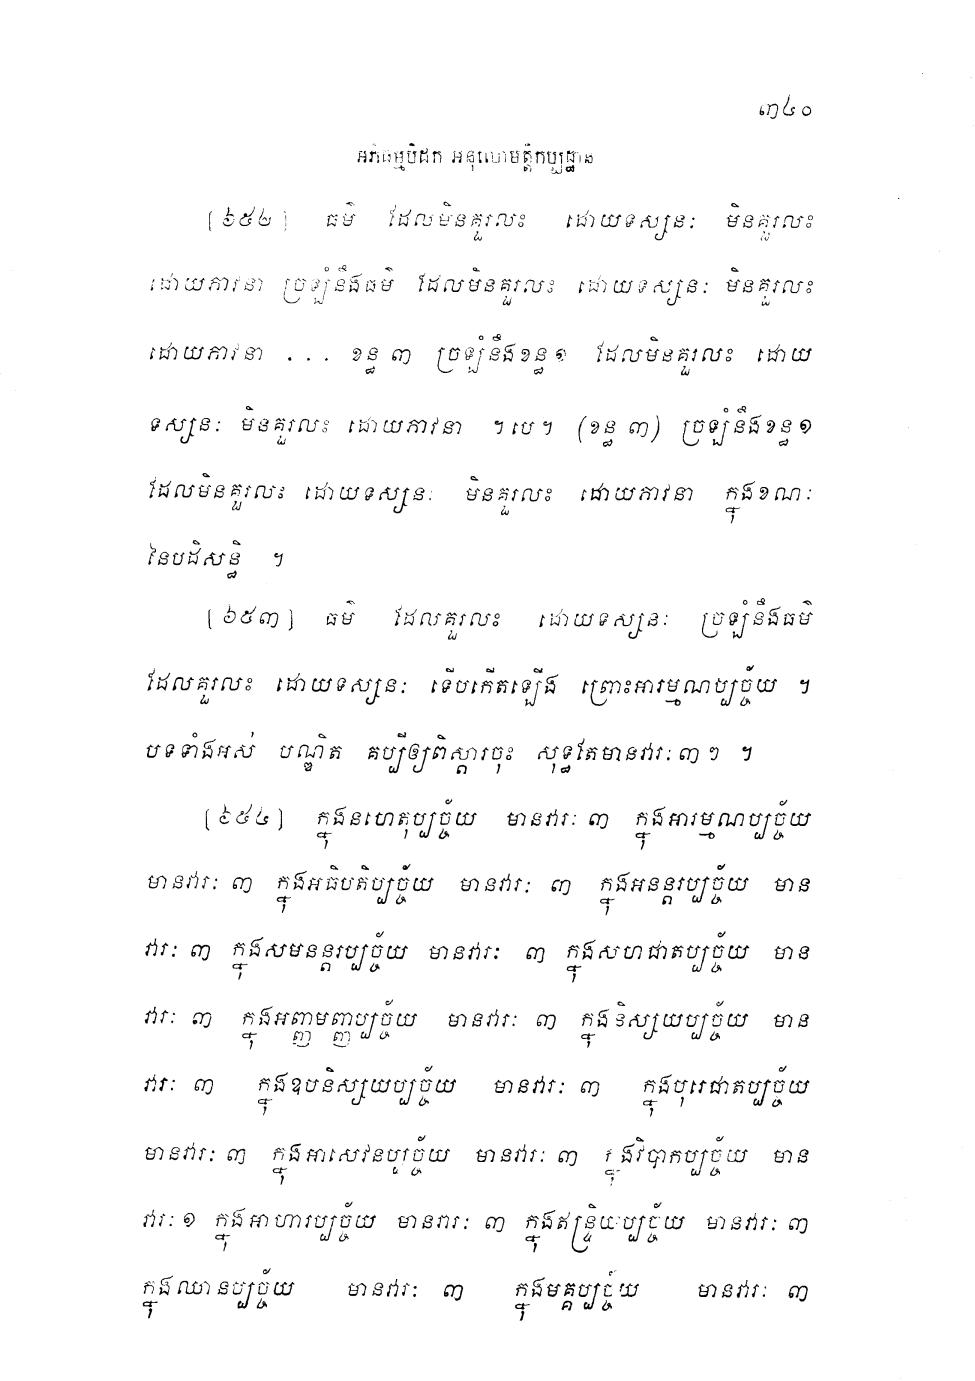 ៣៤០
អភិធម្មបិដក អនុលោមត្តិកប្បដ្ឋាន
[៦៥២] ធម៌ ដែលមិនគួរលះ ដោយទស្សនៈ មិនគួរលះ
ដោយភាវនា ច្រឡំនឹងធម៌ ដែលមិនគួរលះ ដោយទស្សនៈ មិនគួរលះ
ដោយភាវនា ... ខន្ធ ៣ ច្រឡំនឹងខន្ធ ១ ដែលមិនគួរលះ ដោយ
ទស្សនៈ មិនគួរលះ ដោយភាវនា ។បេ។ (ខន្ធ ៣) ច្រឡំនឹងខន្ធ ១
ដែលមិនគួរលះ ដោយទស្សនៈ មិនគួរលះ ដោយភាវនា ក្នុងខណៈ
នៃបដិសន្ធិ ។
[៦៥៣] ធម៌ ដែលគួរលះ ដោយទស្សនៈ ច្រឡំនឹងធម៌
ដែលគួរលះ ដោយទស្សនៈ ទើបកើតឡើង ព្រោះអារម្មណប្បច្ច័យ ។
បទទាំងអស់ បណ្ឌិត គប្បីឲ្យពិស្តារចុះ សុទ្ធតែមានវារៈ ៣ៗ ។
[៦៥៤] ក្នុងនហេតុប្បច្ច័យ មានវារៈ ៣ ក្នុងអារម្មណប្បច្ច័យ
មានវារៈ ៣ ក្នុងអធិបតិប្បច្ច័យ មានវារៈ ៣ ក្នុងអនន្តរប្បច្ច័យ មាន
វារៈ ៣ ក្នុងសមនន្តរប្បច្ច័យ មានវារៈ ៣ ក្នុងសហជាតប្បច្ច័យ មាន
វារៈ ៣ ក្នុងអញ្ញាមញ្ញប្បច្ច័យ មានវារៈ ៣ ក្នុងនិស្សយប្បច្ច័យ មាន
វារៈ ៣ ក្នុងឧបនិស្សយប្បច្ច័យ មានវារៈ ៣ ក្នុងបុរេជាតប្បច្ច័យ
មានវារៈ ៣ ក្នុងអាសេវនប្បច្ច័យ មានវារៈ ៣ ក្នុងវិបាកប្បច្ច័យ មាន
វារៈ ១ ក្នុងអាហារប្បច្ច័យ មានវារៈ ៣ ក្នុងឥន្ទ្រិយប្បច្ច័យ មានវារៈ ៣
ក្នុងឈានប្បច្ច័យ មានវារៈ ៣ ក្នុងមគ្គប្បច្ច័យ មានវារៈ ៣